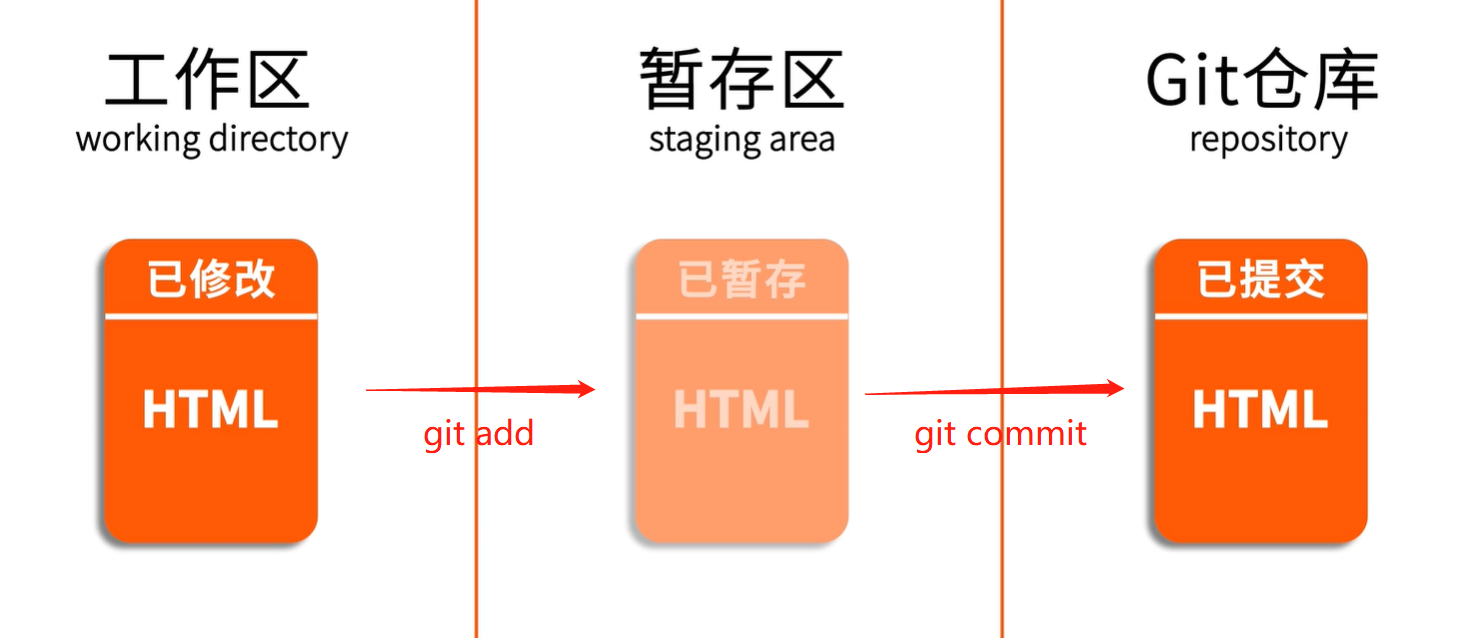 工作区
working directory
已修改
HTML
git add
暂存区
staging area
已暂存
HTML
git commit
Git仓库
repository
已提交
HTML